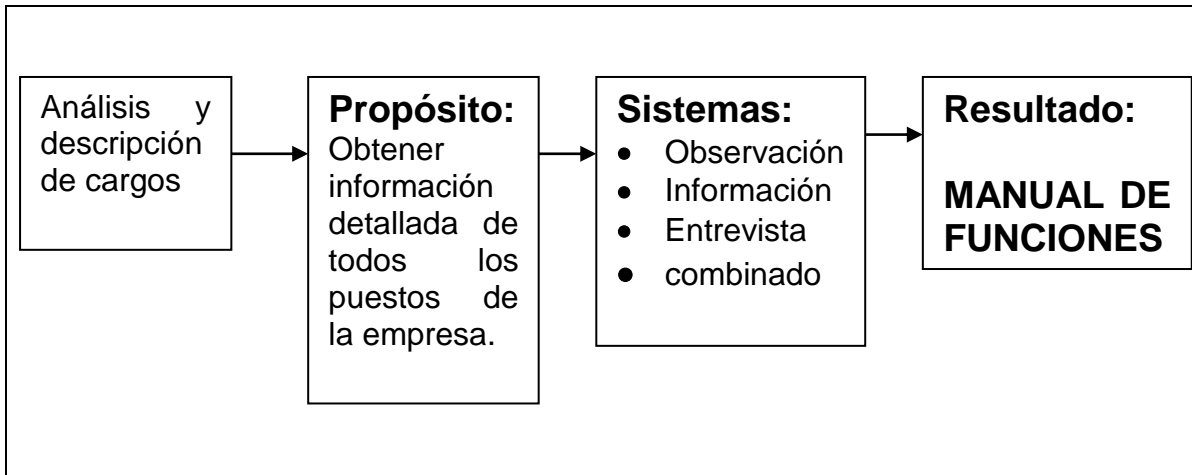 Análisis y
descripción
de cargos
Propósito:
Obtener
información
detallada de
todos los
puestos de
la empresa.
Sistemas:
● Observación
● Información
● Entrevista
● combinado
Resultado:
MANUAL DE
FUNCIONES